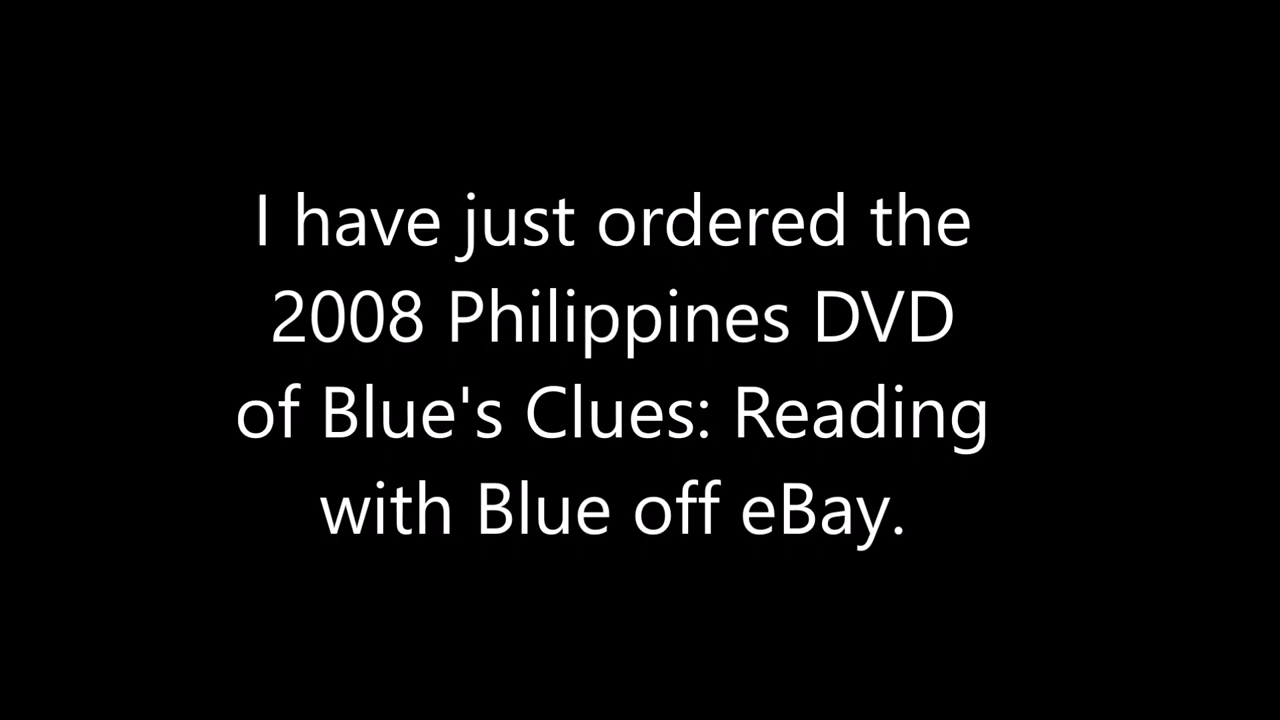 I have just ordered the
2008 Philippines DVD
of Blue's Clues: Reading
with Blue off eBay.